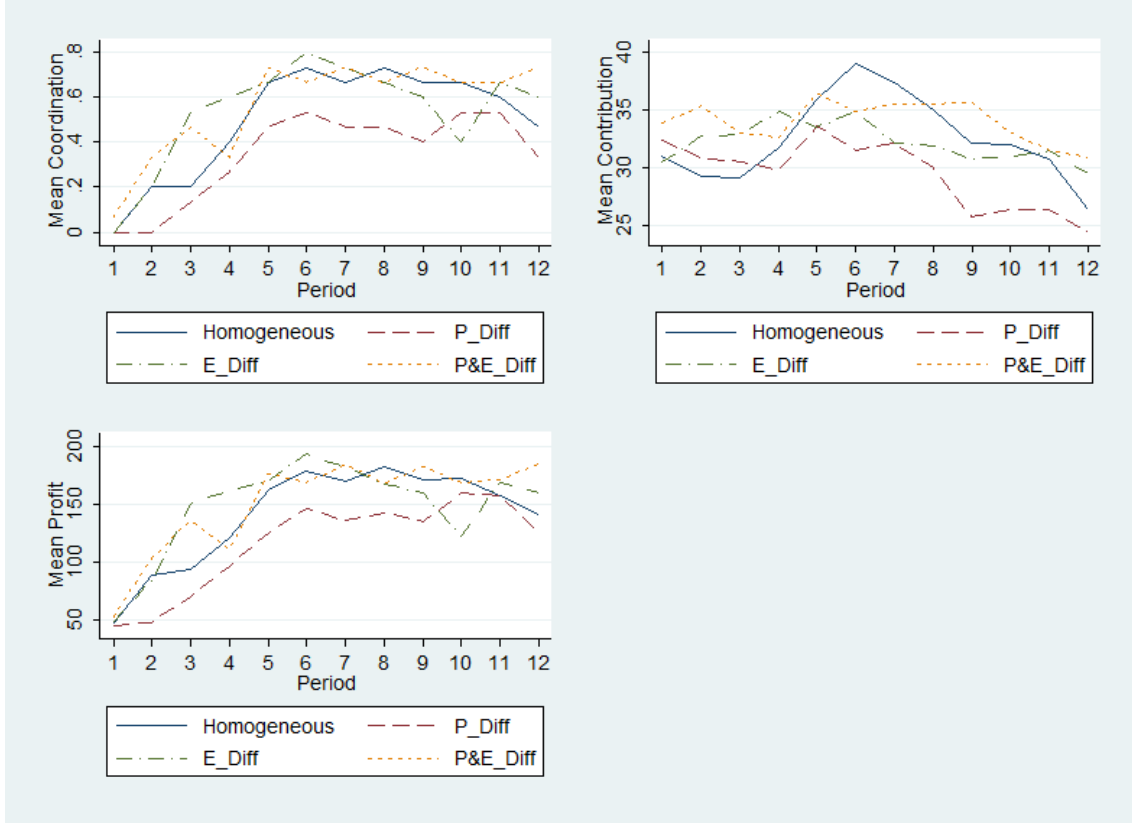 Mean Coordination
.8
.6
.4
.2
0
1 2 3 4 5 6 7 8 9 10 11 12
Period
Homogeneous P_Diff
E_Diff P&E_Diff
Mean Contribution
40
35
30
25
1 2 3 4 5 6 7 8 9 10 11 12
Period
Homogeneous P_Diff
E_Diff P&E_Diff
Mean Profit
200
150
100
50
1 2 3 4 5 6 7 8 9 10 11 12
Period
Homogeneous P_Diff
E_Diff P&E_Diff